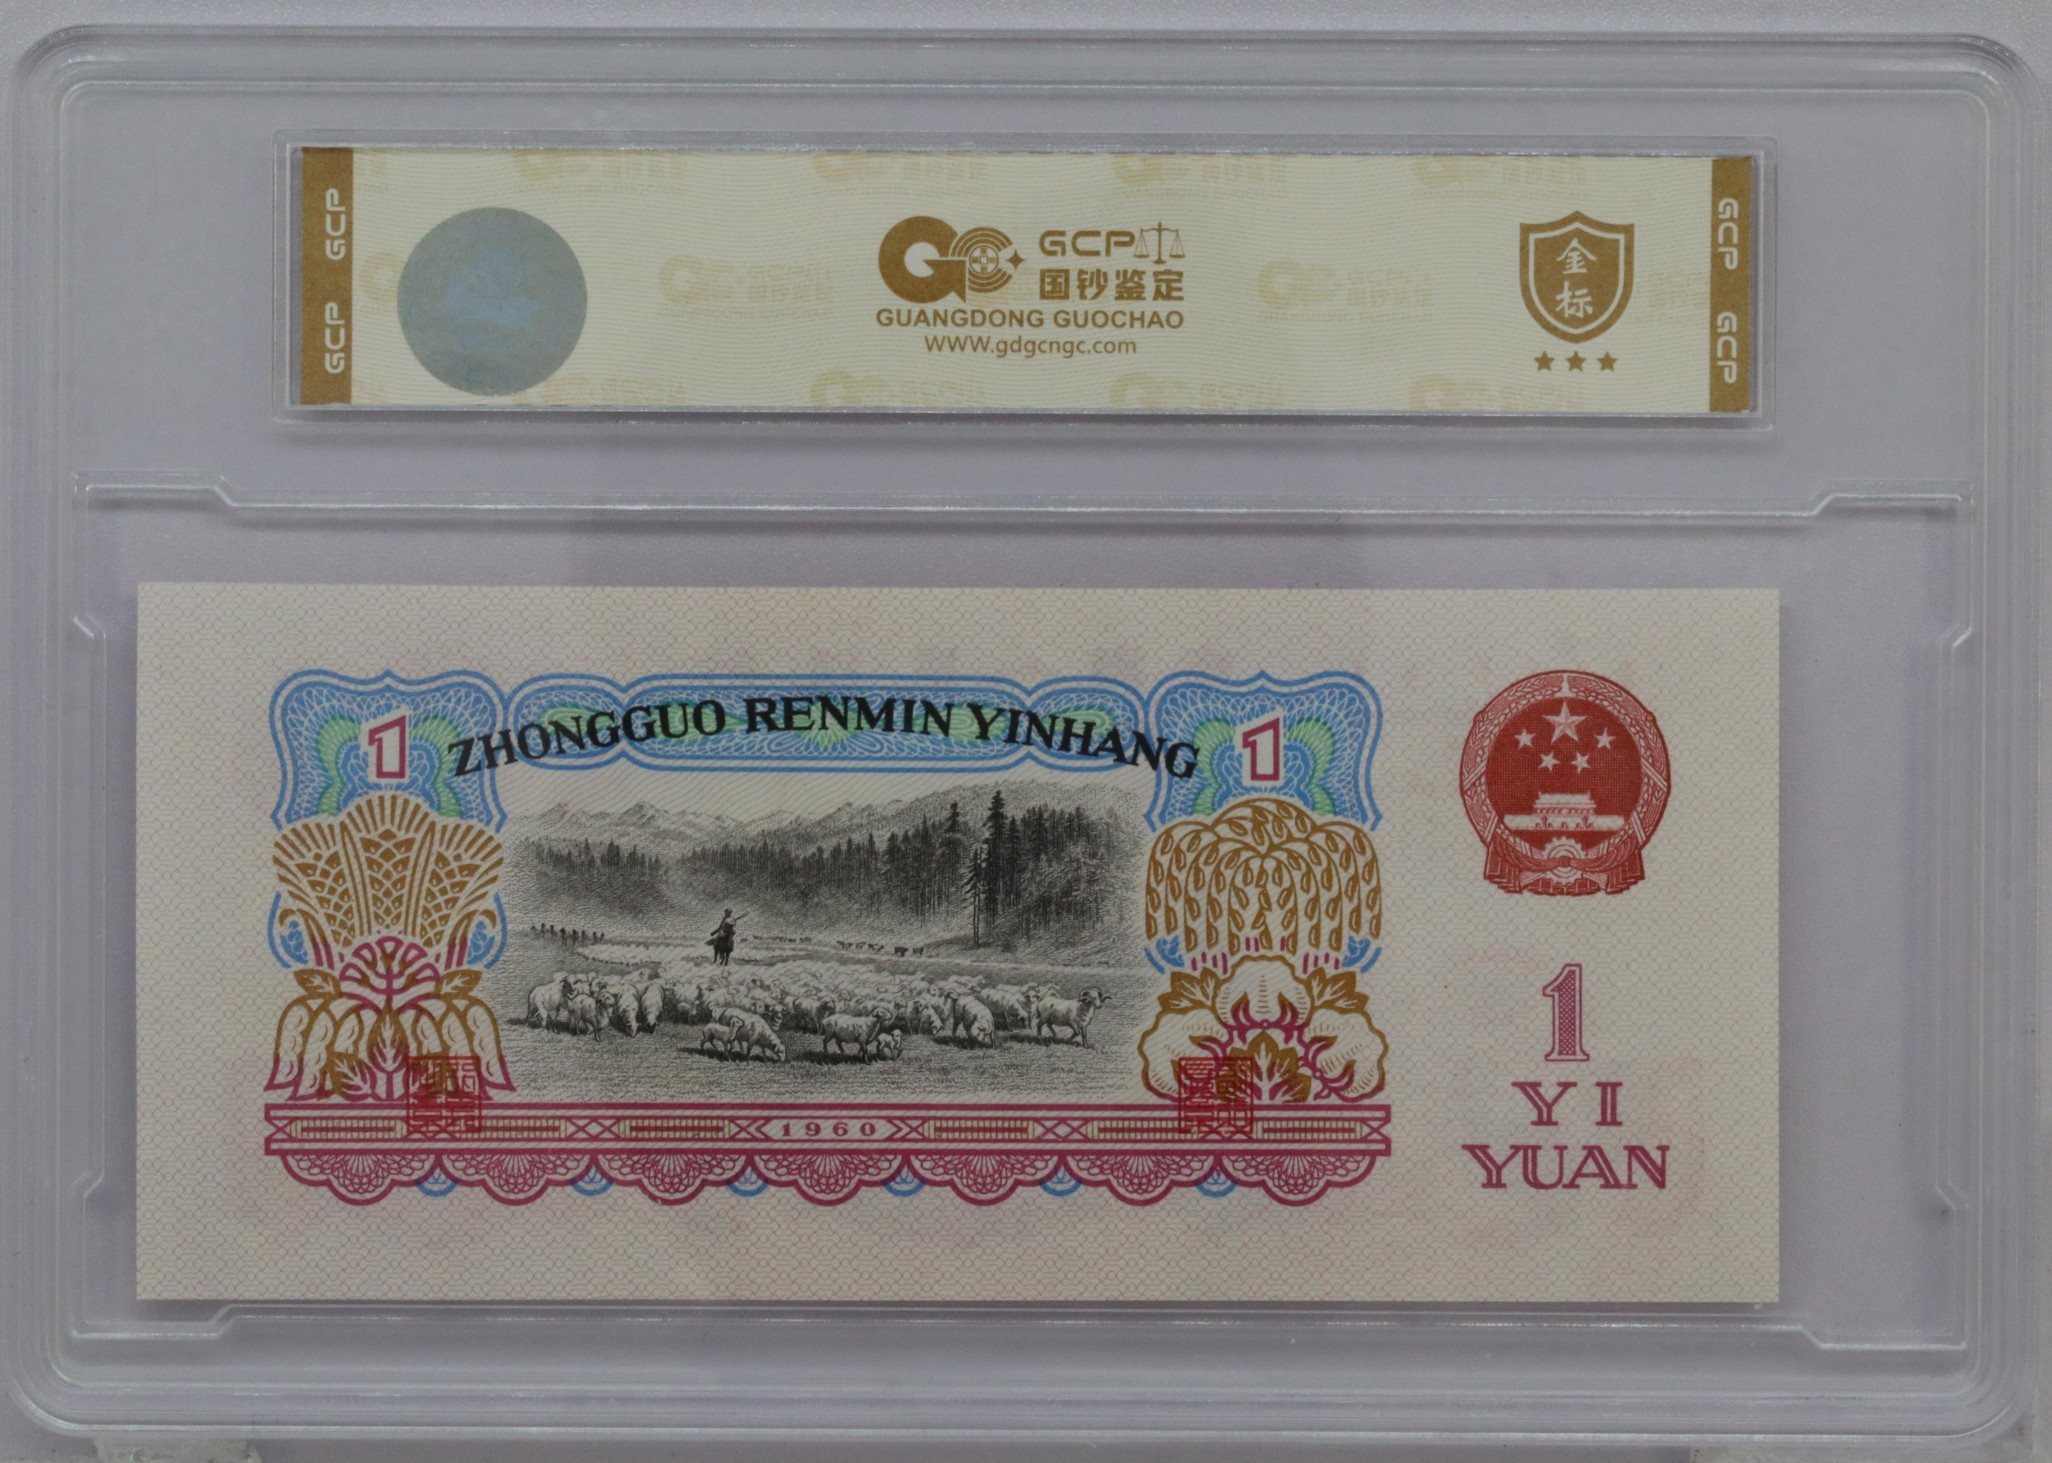 GCP GCP
GCP
国钞鉴定
GUANGDONG GUOCHAO
WWW.gdgcngc.com
金标
GCP GCP
ZHONGGUO RENMIN YINHANG
1
1
1960
1
YI
YUAN